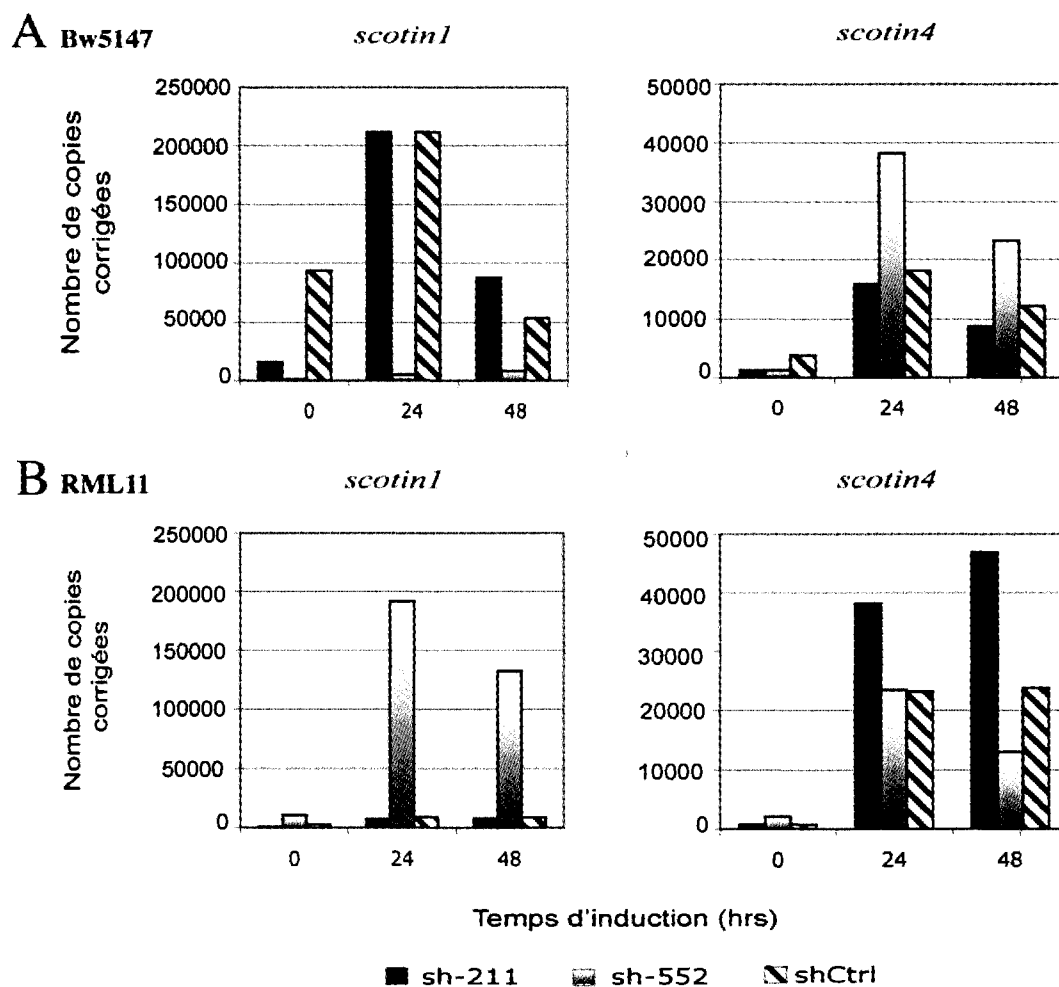 A Bw5147
scotin1
scotin4
Nombre de copies
corrigées
250000
200000
150000
100000
50000
0
0 24 48
50000
40000
30000
20000
10000
0
0 24 48
B RML11
scotin1
scotin4
Nombre de copies
corrigées
250000
200000
150000
100000
50000
0
0 24 48
50000
40000
30000
20000
10000
0
0 24 48
Temps d'induction (hrs)
sh-211 sh-552 shCtrl